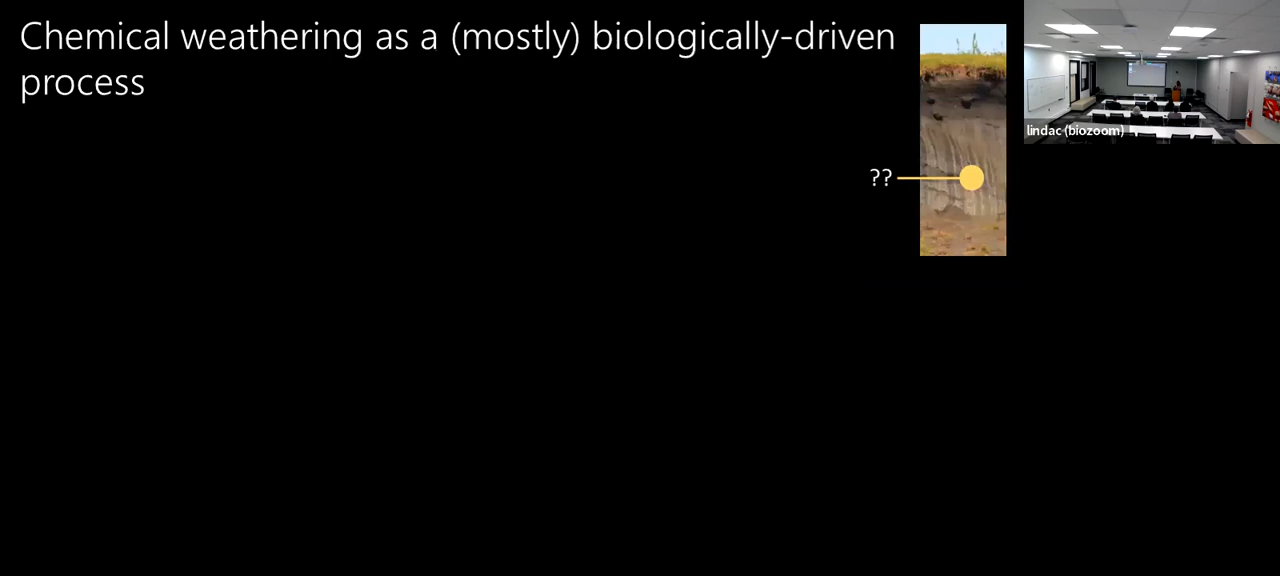 Chemical weathering as a (mostly) biologically-driven
process
??
lindac (biozoom)